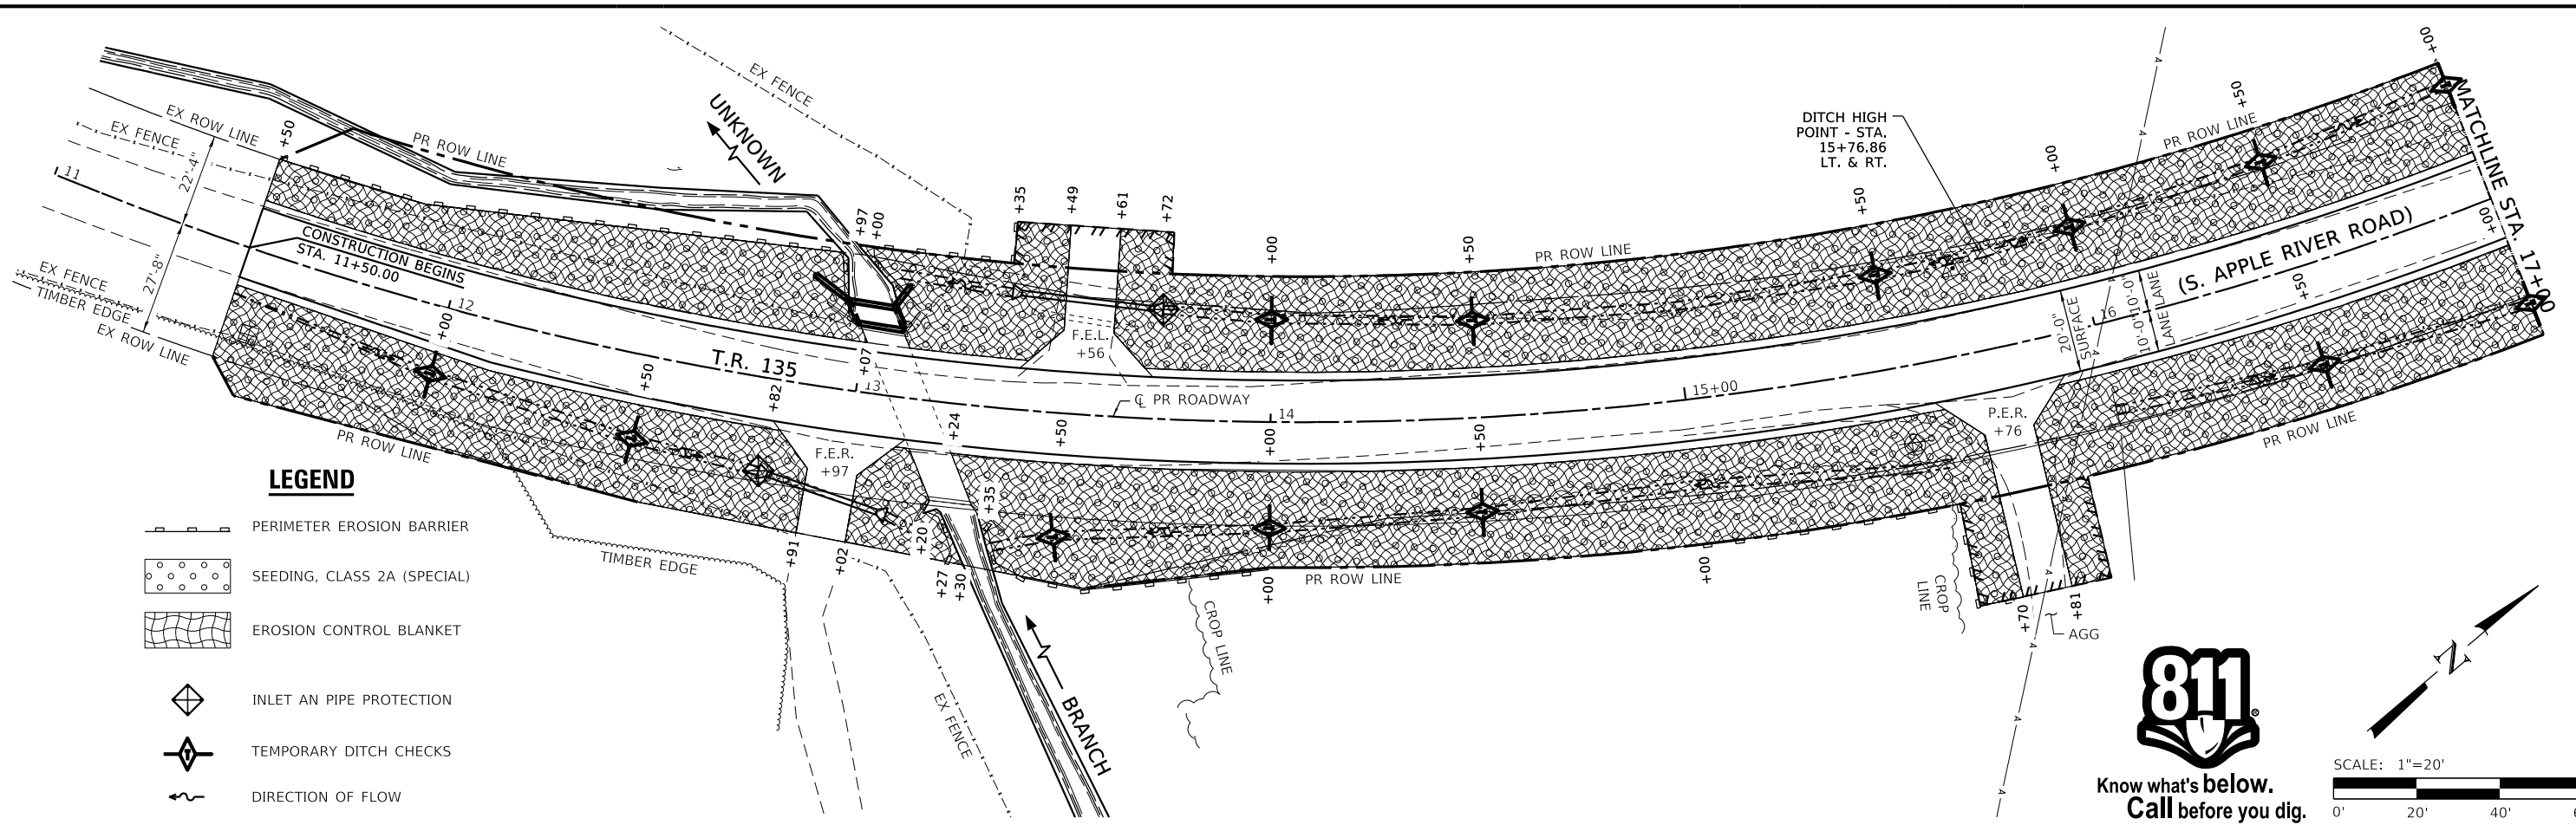 +00
EX FENCE
UNKNOWN
+50
MATCHLINE STA. 17+00
DITCH HIGH
POINT - STA.
15+76.86
LT. & RT.
EX ROW LINE
EX FENCE
+50
PR ROW LINE
PR ROW LINE
+00
22'-4"
11
+97
+00
+35
+49
+61
+72
+50
+00
+50
PR ROW LINE
+00
(S. APPLE RIVER ROAD)
CONSTRUCTION BEGINS
STA. 11+50.00
EX FENCE
TIMBER EDGE
EX ROW LINE
27'-8"
12
+00
T.R. 135
+50
+82
+07
13
F.E.L.
+56
℄ PR ROADWAY
14
15+00
16
20'-0"
SURFACE
10'-0"
LANE
10'-0"
LANE
+50
PR ROW LINE
F.E.R.
+97
+24
+50
+00
+50
P.E.R.
+76
PR ROW LINE
+91
+02
+20
+27
+30
+35
+00
PR ROW LINE
+00
CROP
LINE
+70
+81
AGG
TIMBER EDGE
CROP LINE
EX FENCE
BRANCH
A
A
A
A
A
A
A
A
LEGEND
PERIMETER EROSION BARRIER
SEEDING, CLASS 2A (SPECIAL)
EROSION CONTROL BLANKET
INLET AN PIPE PROTECTION
TEMPORARY DITCH CHECKS
DIRECTION OF FLOW
811®
Know what's below.
Call before you dig.
N
SCALE: 1"=20'
0'
20'
40'